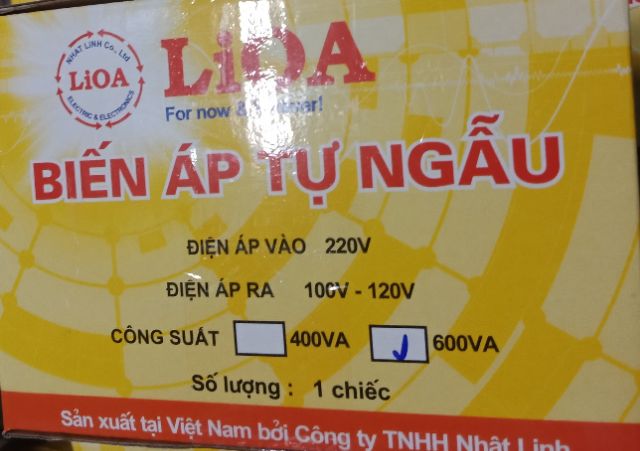 NHAT LINH Co., Ltd
LiOA
ELECTRIC & ELECTRONICS
LiOA
For now &
BIẾN ÁP TỰ NGẪU
ĐIỆN ÁP VÀO 220V
ĐIỆN ÁP RA 100V - 120V
CÔNG SUẤT 400VA 600VA
Số lượng : 1 chiếc
Sản xuất tại Việt Nam bởi Công ty TNHH Nhật Linh